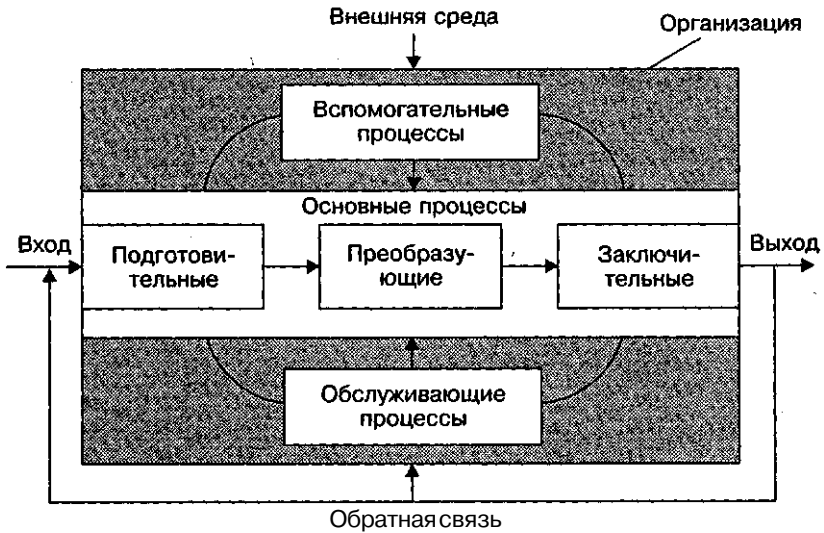 Внешняя среда
Организация
Вспомогательные
процессы
Основные процессы
Вход
Подготови-
тельные
Преобразу-
ющие
Заключи-
тельные
Выход
Обслуживающие
процессы
Обратная связь